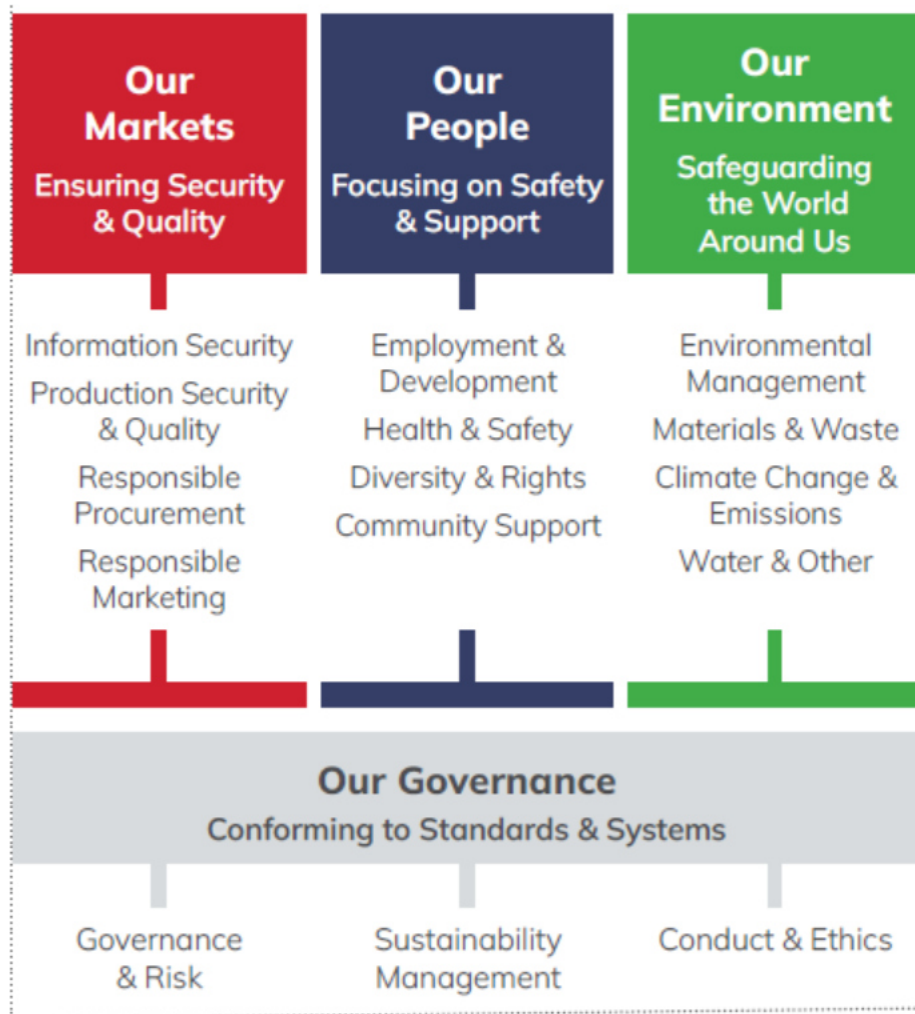 Our
Markets
Ensuring Security
& Quality
Information Security
Production Security
& Quality
Responsible
Procurement
Responsible
Marketing
Our
People
Focusing on Safety
& Support
Employment &
Development
Health & Safety
Diversity & Rights
Community Support
Our
Environment
Safeguarding
the World
Around Us
Environmental
Management
Materials & Waste
Climate Change &
Emissions
Water & Other
Our Governance
Conforming to Standards & Systems
Governance
& Risk
Sustainability
Management
Conduct & Ethics